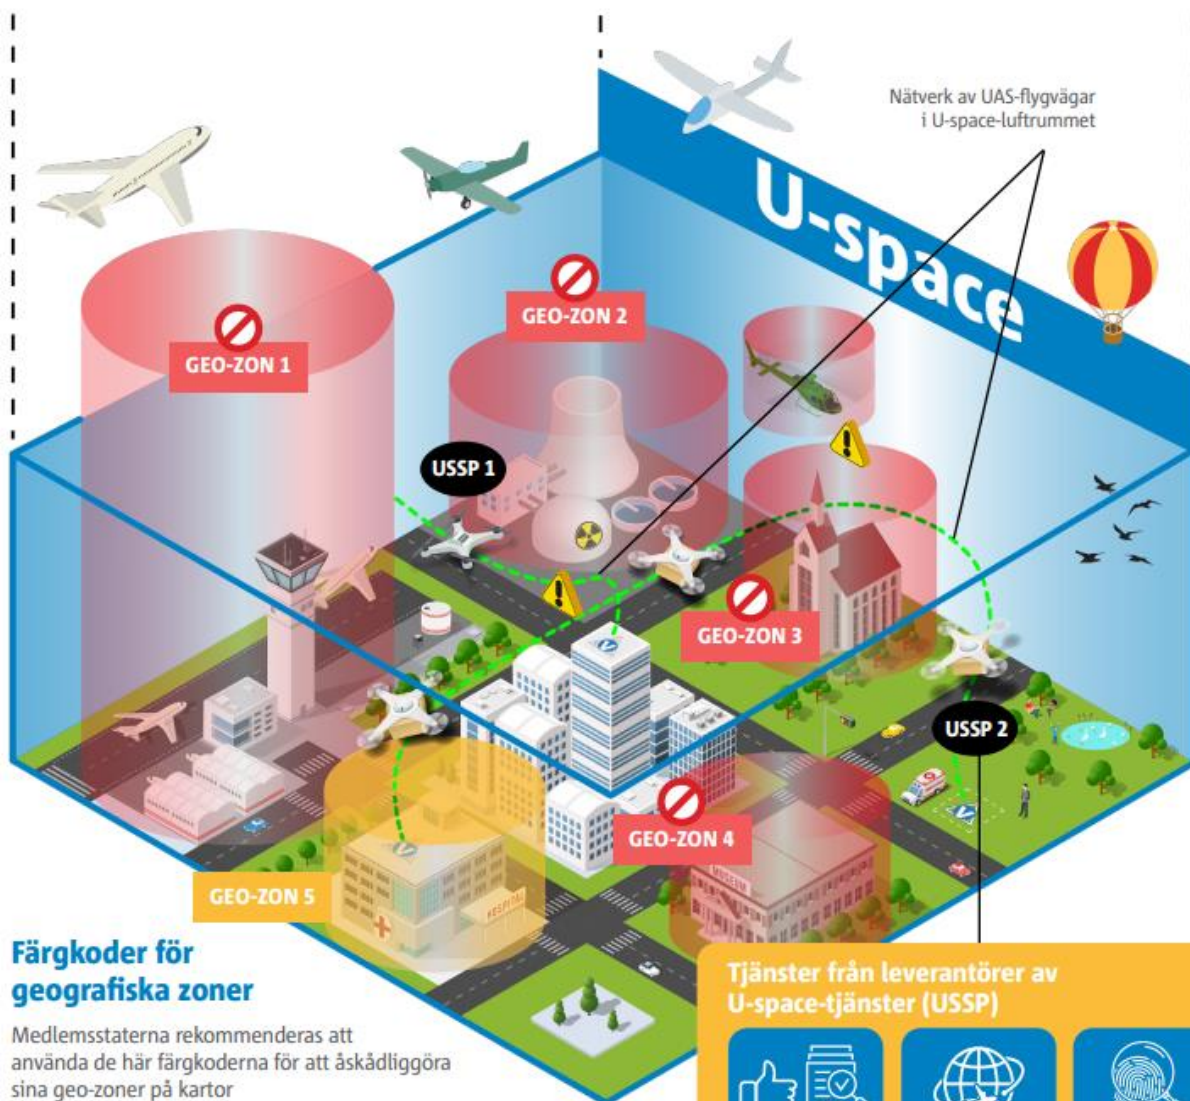 Nätverk av UAS-flygvägar
i U-space-luftrummet
U-space
GEO-ZON 1
GEO-ZON 2
USSP 1
GEO-ZON 3
USSP 2
GEO-ZON 4
MUSEUM
GEO-ZON 5
HOSPITAL
Färgkoder för
geografiska zoner
Medlemsstaterna rekommenderas att
använda de här färgkoderna för att åskådliggöra
sina geo-zoner på kartor
Tjänster från leverantörer av
U-space-tjänster (USSP)